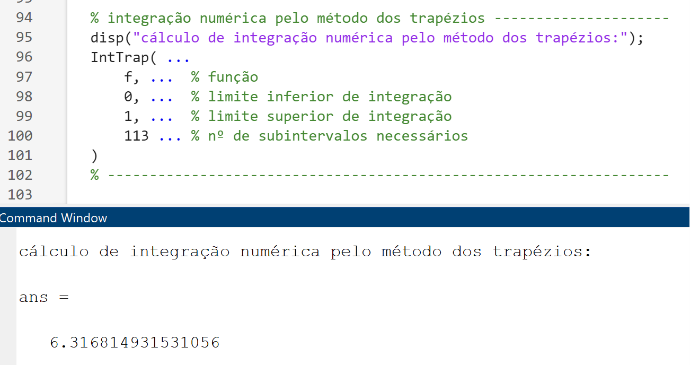 94 % integração numérica pelo método dos trapézios ---------------------
95 disp("cálculo de integração numérica pelo método dos trapézios:");
96 IntTrap( ...
97 f, ... % função
98 0, ... % limite inferior de integração
99 1, ... % limite superior de integração
100 113 ... % nº de subintervalos necessários
101 )
102 % -------------------------------------------------------------------
103
Command Window
cálculo de integração numérica pelo método dos trapézios:
ans =
6.316814931531056